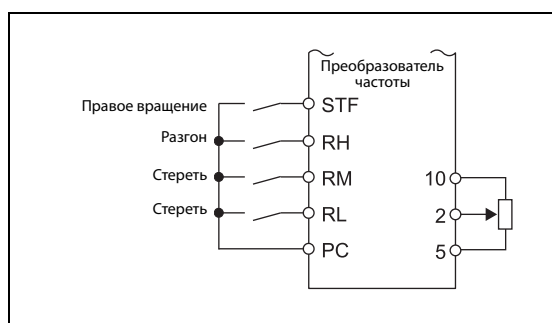 Преобразователь
частоты
Правое вращение STF
Разгон RH
Стереть RM 10
Стереть RL 2
PC 5